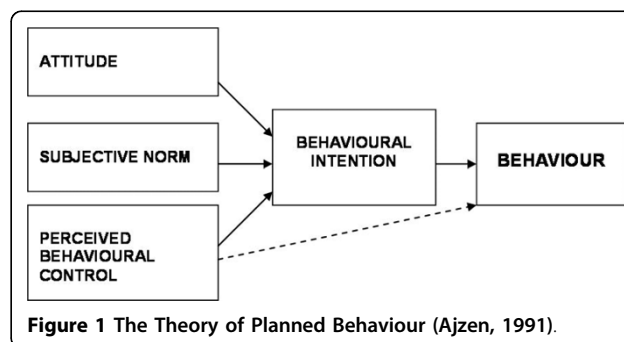 ATTITUDE
SUBJECTIVE NORM
PERCEIVED
BEHAVIOURAL
CONTROL
BEHAVIOURAL
INTENTION
BEHAVIOUR
Figure 1 The Theory of Planned Behaviour (Ajzen, 1991).